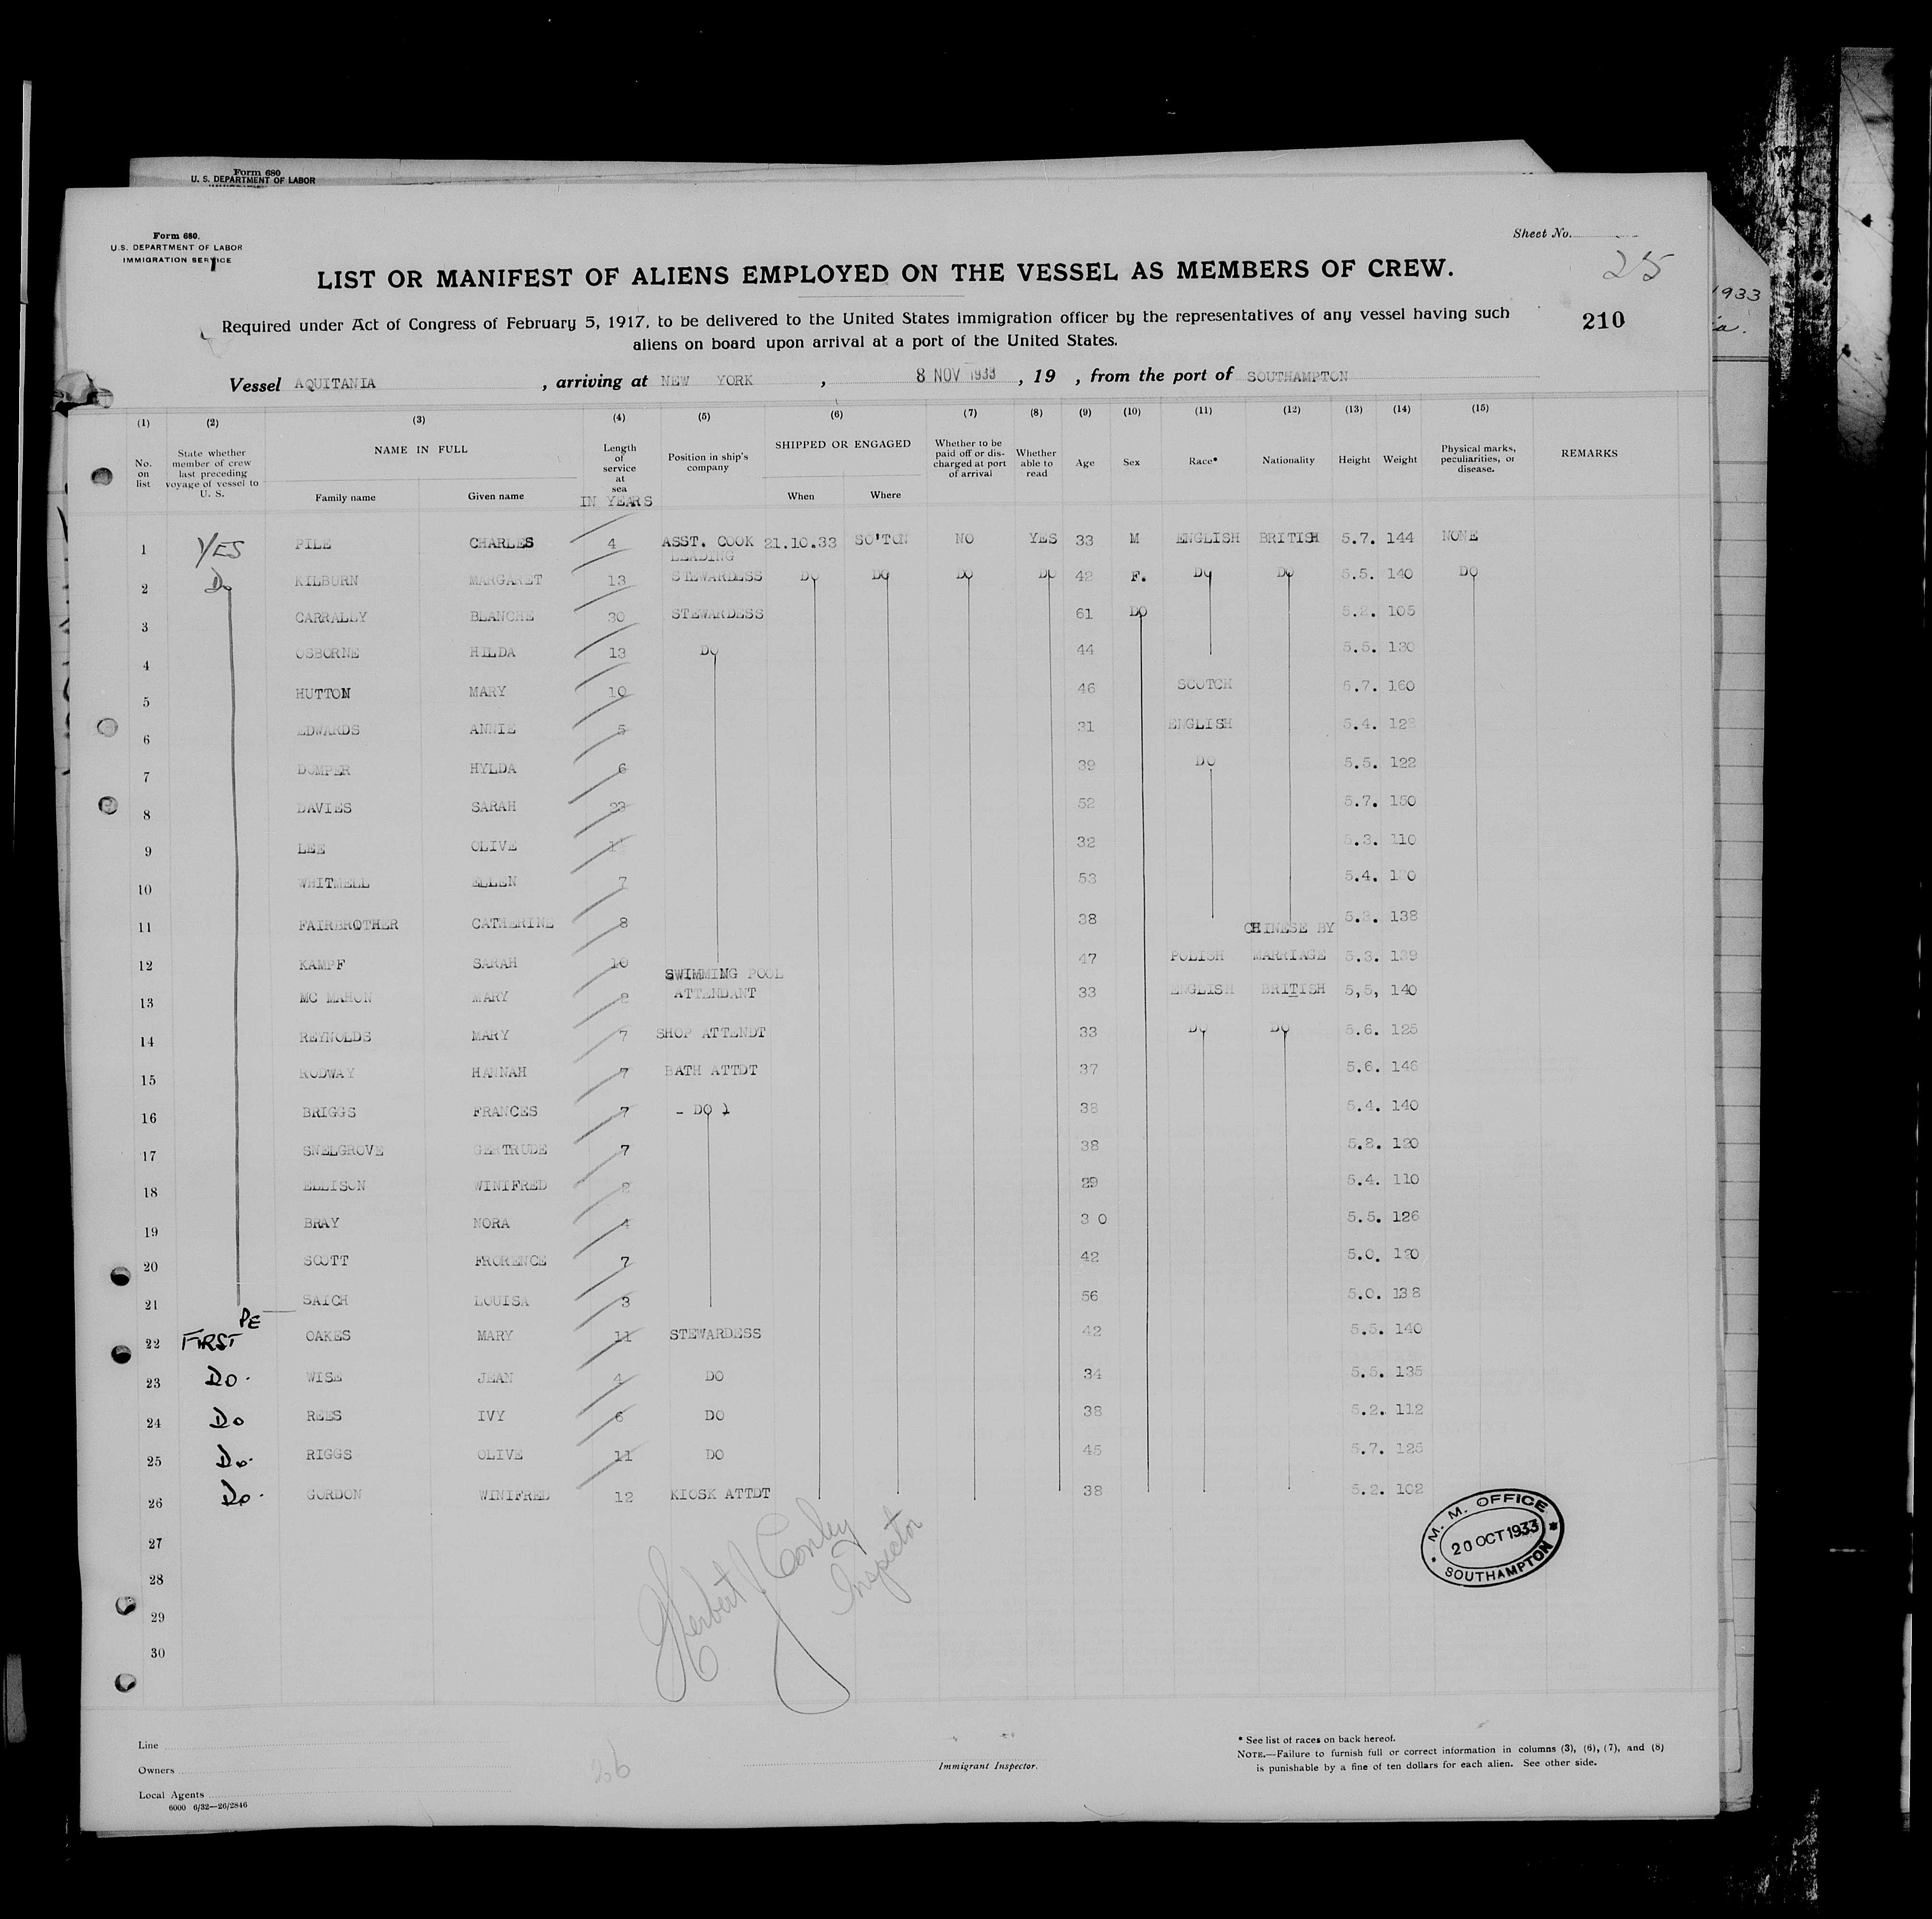 Form 680
U. S. DEPARTMENT OF LABOR
Form 680.
U.S. DEPARTMENT OF LABOR
IMMIGRATION SERVICE
Sheet No.
25
LIST OR MANIFEST OF ALIENS EMPLOYED ON THE VESSEL AS MEMBERS OF CREW.
1933
210
Required under Act of Congress of February 5, 1917, to be delivered to the United States immigration officer by the representatives of any vessel having such
aliens on board upon arrival at a port of the United States.
Vessel AQUITANIA , arriving at NEW YORK , 8 NOV 1933 , 19 , from the port of SOUTHAMPTON
(1) (2) (3) (4) (5) (6) (7) (8) (9) (10) (11) (12) (13) (14) (15)
No. on list
State whether member of crew last preceding voyage of vessel to U. S.
NAME IN FULL
Family name Given name
Length of service at sea
IN YEARS
Position in ship's company
SHIPPED OR ENGAGED
When Where
Whether to be paid off or discharged at port of arrival
Whether able to read
Age Sex Race* Nationality Height Weight
Physical marks, peculiarities, or disease.
REMARKS
1 YES PILE CHARLES 4 ASST. COOK 21.10.33 SO'TON NO YES 33 M ENGLISH BRITISH 5.7. 144 NONE
2 Do KILBURN MARGARET 13 LEADING STEWARDESS DO DO DO DO 42 F. DO DO 5.5. 140 DO
3 CARRALLY BLANCHE 30 STEWARDESS 61 DO 5.2. 105
4 OSBORNE HILDA 13 DO 44 5.5. 130
5 HUTTON MARY 10 46 SCOTCH 5.7. 160
6 EDWARDS ANNIE 5 31 ENGLISH 5.4. 128
7 DOMPER HYLDA 6 39 DO 5.5. 122
8 DAVIES SARAH 23 52 5.7. 150
9 LEE OLIVE 32 5.3. 110
10 WHITMELL ELLEN 7 53 5.4.
11 FAIRBROTHER CATHERINE 8 38 138
12 KAMPF SARAH 10 47 POLISH CHINESE BY MARRIAGE 5.3. 139
13 MC MAHON MARY 2 SWIMMING POOL ATTENDANT 33 ENGLISH BRITISH 5,5, 140
14 REYNOLDS MARY 7 SHOP ATTENDT 33 DO DO 5.6. 125
15 RODWAY HANNAH 7 BATH ATTDT 37 5.6. 146
16 BRIGGS FRANCES 7 - DO 38 5.4. 140
17 SNELGROVE GERTRUDE 7 38 5.2. 120
18 ELLISON WINIFRED 2 29 5.4. 110
19 BRAY NORA 4 3 0 5.5. 126
20 SCOTT FRORENCE 7 42 5.0. 120
21 SAICH LOUISA 3 56 5.0. 138
PE
22 FIRST OAKES MARY 11 STEWARDESS 42 5.5. 140
23 Do. WISE JEAN 4 DO 34 5.5. 135
24 Do REES IVY 6 DO 38 5.2. 112
25 Do. RIGGS OLIVE 11 DO 45 5.7. 125
26 Do. GORDON WINIFRED 12 KIOSK ATTDT 38 5.2. 102
27
28
29
30
Herbert J Conley
Inspector
M. M. OFFICE
20 OCT 1933
SOUTHAMPTON
Line
Owners
Local Agents
6000 6/32—26/2846
26
Immigrant Inspector.
* See list of races on back hereof.
NOTE.—Failure to furnish full or correct information in columns (3), (6), (7), and (8)
is punishable by a fine of ten dollars for each alien. See other side.